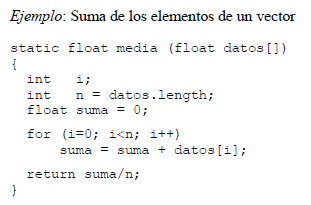 Ejemplo: Suma de los elementos de un vector
static float media (float datos[])
{
int i;
int n = datos.length;
float suma = 0;
for (i=0; i<n; i++)
suma = suma + datos[i];
return suma/n;
}